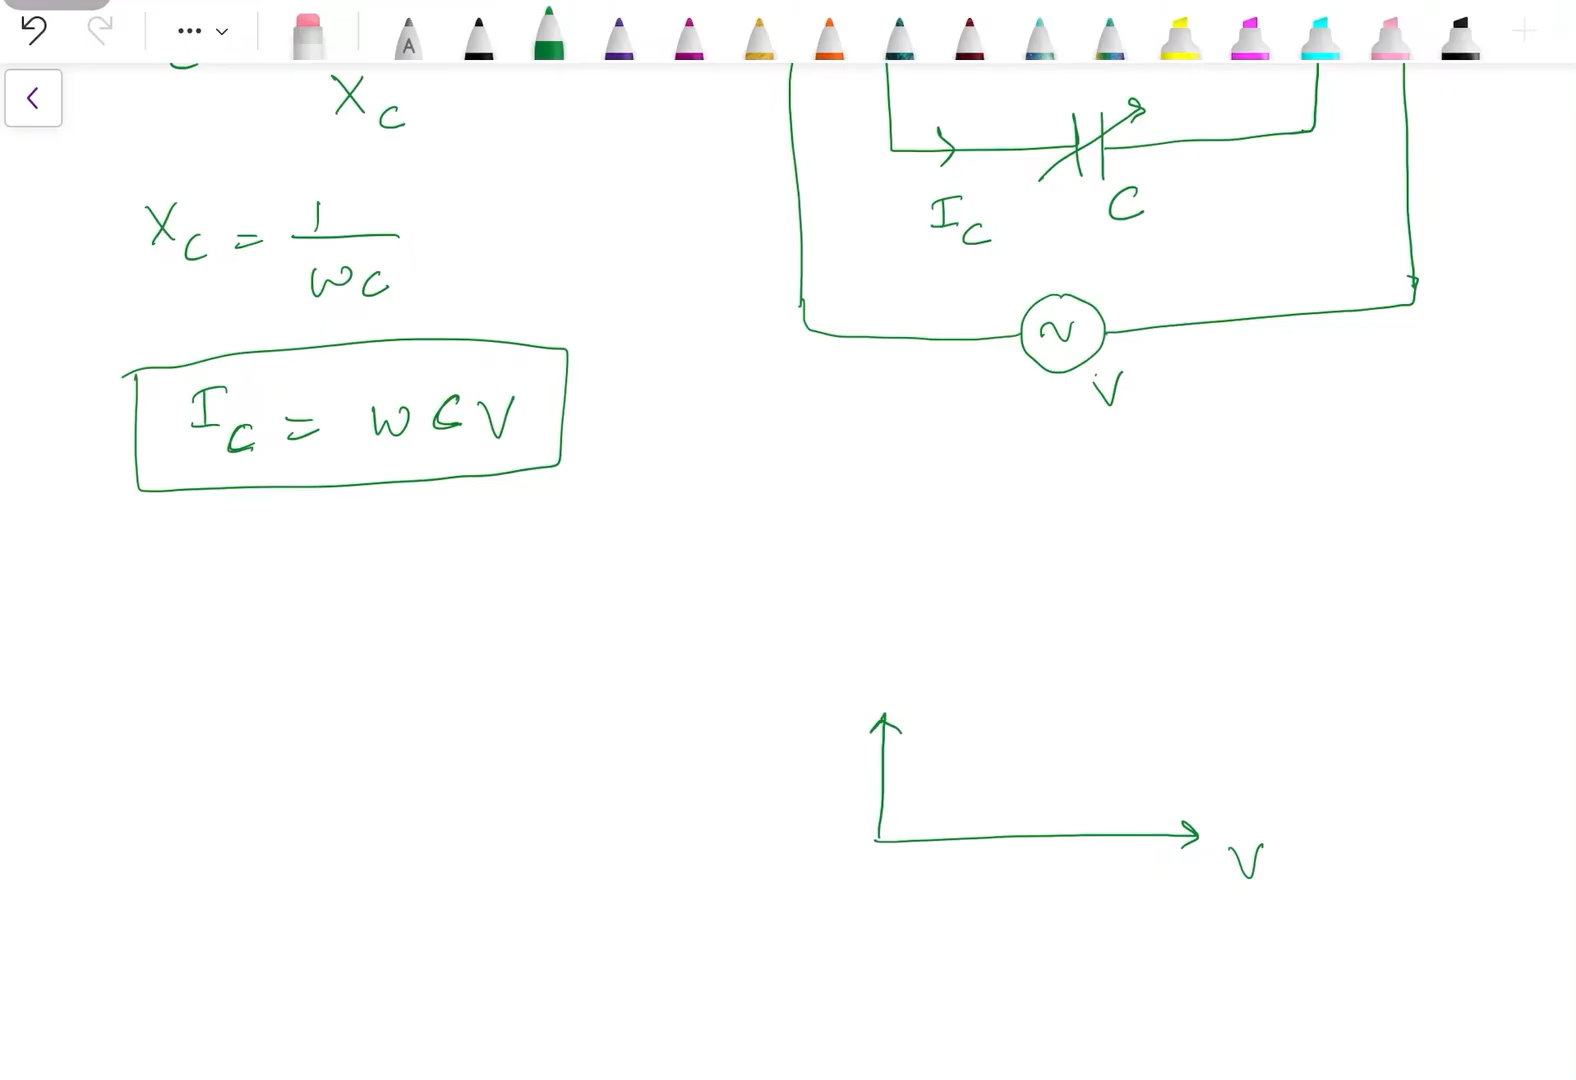 X_C
X_C = 1 / ωC
I_C = ωCV
I_C
C
~
V
V
A